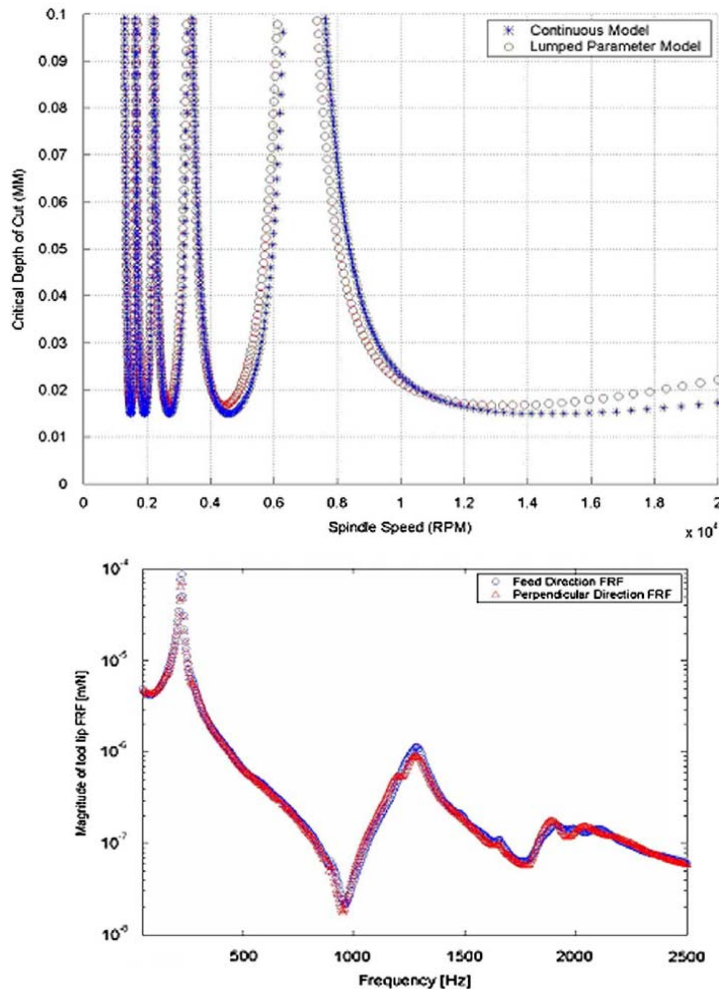 0.1
0.09
0.08
0.07
0.06
0.05
0.04
0.03
0.02
0.01
0
Critical Depth of Cut (MM)
Continuous Model
Lumped Parameter Model
0 0.2 0.4 0.6 0.8 1 1.2 1.4 1.6 1.8 2
Spindle Speed (RPM)
x 10⁴
10⁻⁴
10⁻⁵
10⁻⁶
10⁻⁷
10⁻⁸
Magnitude of tool tip FRF [m/N]
Feed Direction FRF
Perpendicular Direction FRF
500 1000 1500 2000 2500
Frequency [Hz]